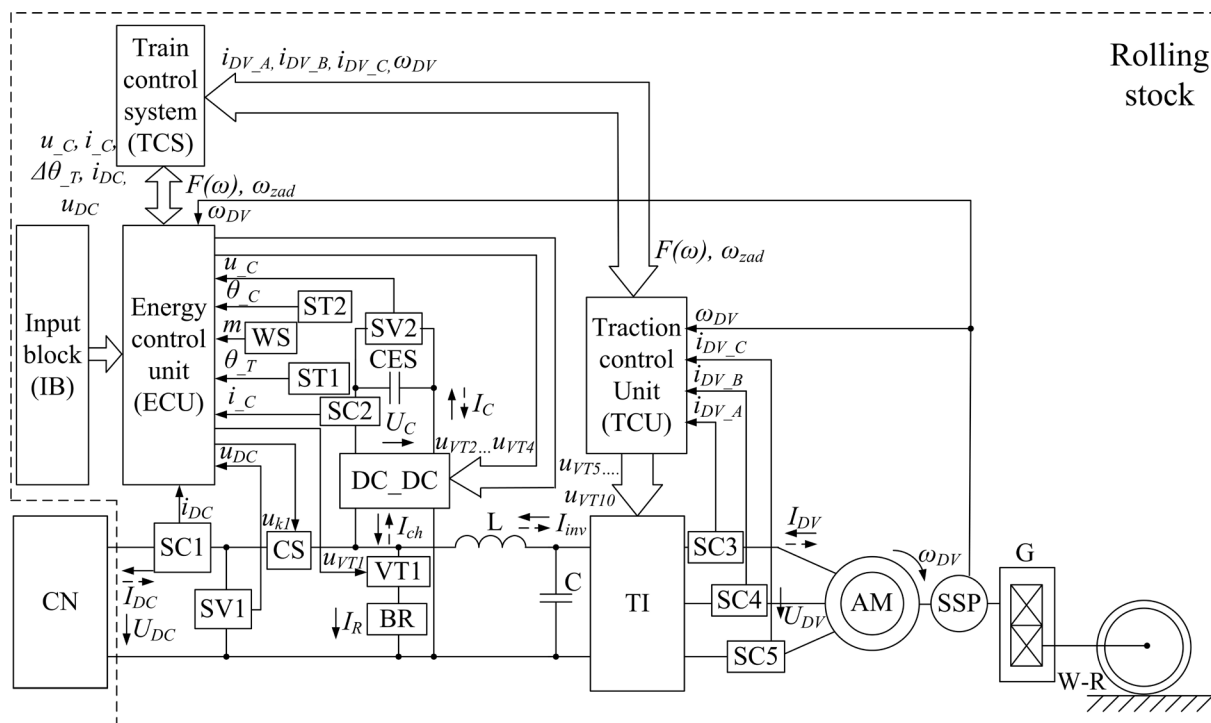 Train
control
system
(TCS)
i_DV_A, i_DV_B, i_DV_C, ω_DV
Rolling
stock
u_C, i_C,
Δθ_T, i_DC,
u_DC
F(ω), ω_zad
ω_DV
F(ω), ω_zad
Input
block
(IB)
Energy
control
unit
(ECU)
u_C
θ_C
ST2
m
WS
θ_T
ST1
i_C
SC2
SV2
CES
U_C
I_C
u_DC
u_VT2...u_VT4
DC_DC
Traction
control
Unit
(TCU)
ω_DV
i_DV_C
i_DV_B
i_DV_A
u_VT5....
u_VT10
CN
i_DC
SC1
I_DC
U_DC
SV1
u_k1
CS
u_VT1
I_ch
VT1
I_R
BR
L
I_inv
C
TI
SC3
SC4
SC5
I_DV
U_DV
AM
ω_DV
SSP
G
W-R